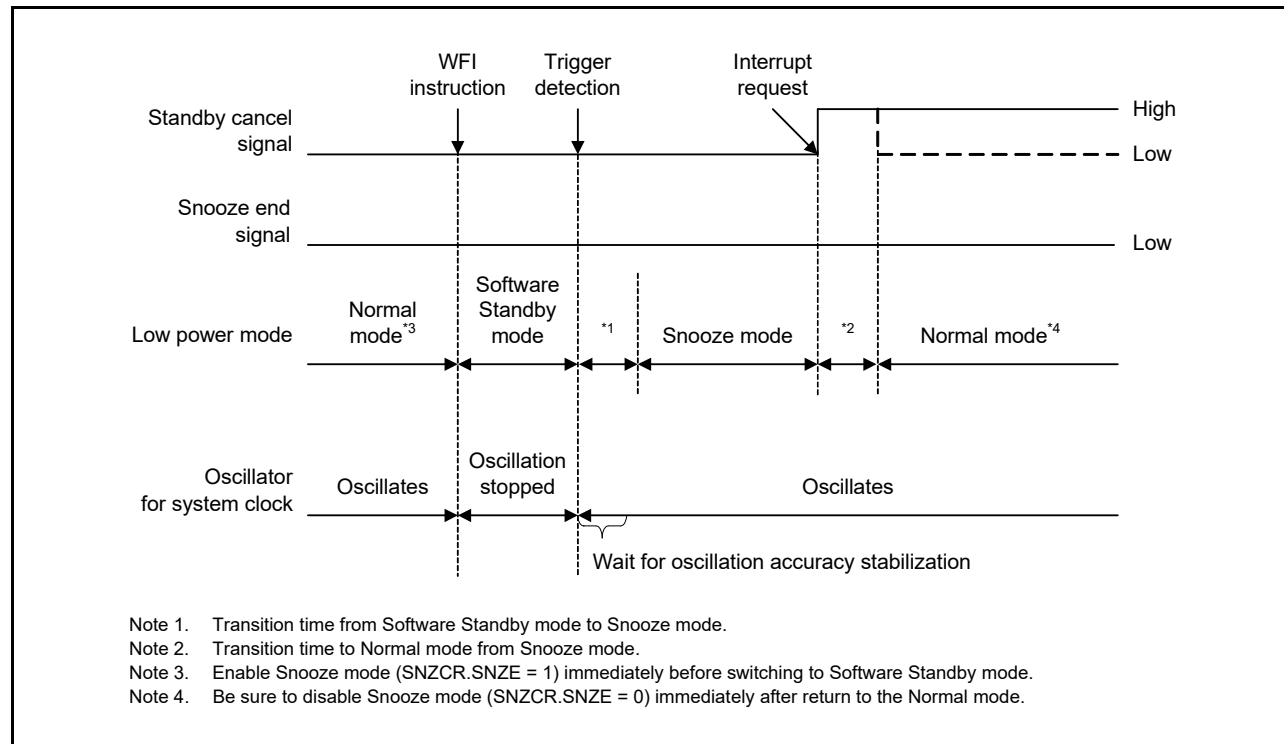 WFI instruction
Trigger detection
Interrupt request
Standby cancel signal
High
Low
Snooze end signal
Low
Low power mode
Normal mode*3
Software Standby mode
*1
Snooze mode
*2
Normal mode*4
Oscillator for system clock
Oscillates
Oscillation stopped
Oscillates
Wait for oscillation accuracy stabilization
Note 1. Transition time from Software Standby mode to Snooze mode.
Note 2. Transition time to Normal mode from Snooze mode.
Note 3. Enable Snooze mode (SNZCR.SNZE = 1) immediately before switching to Software Standby mode.
Note 4. Be sure to disable Snooze mode (SNZCR.SNZE = 0) immediately after return to the Normal mode.